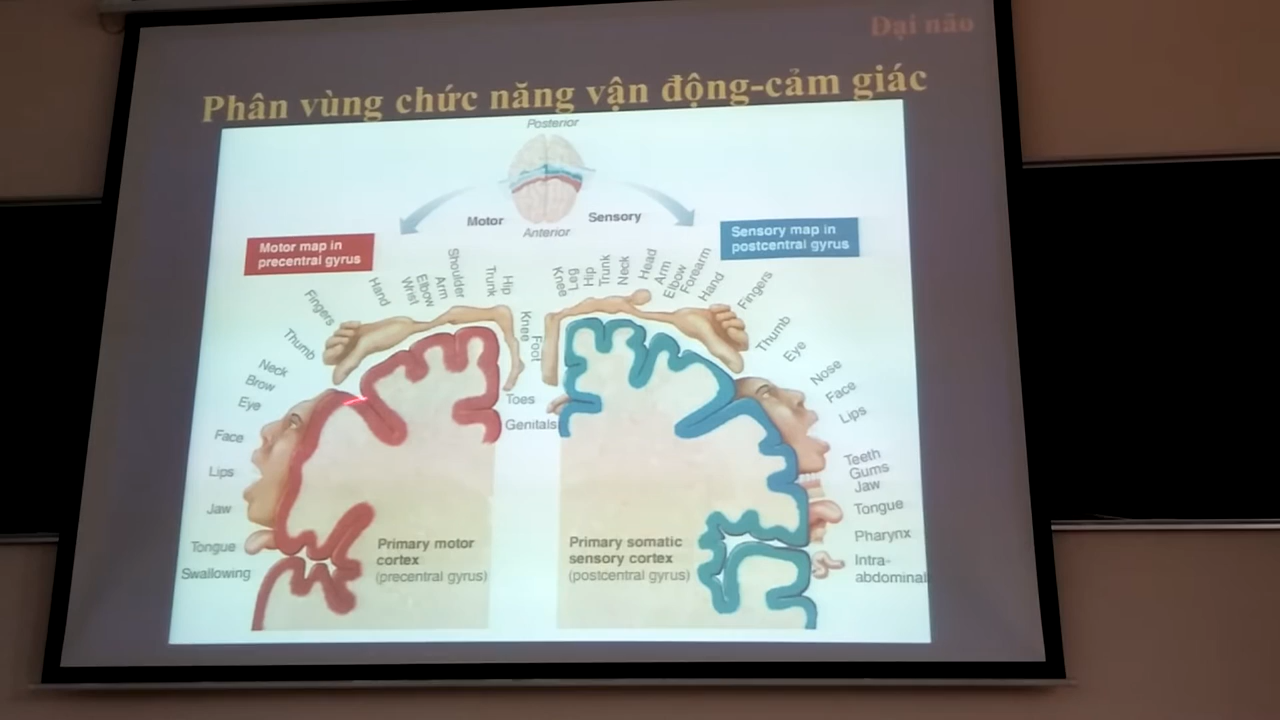 Đại não
Phân vùng chức năng vận động-cảm giác
Posterior
Motor
Sensory
Anterior
Motor map in
precentral gyrus
Sensory map in
postcentral gyrus
Swallowing
Tongue
Jaw
Lips
Face
Eye
Brow
Neck
Thumb
Fingers
Hand
Wrist
Elbow
Arm
Shoulder
Trunk
Hip
Knee
Foot
Toes
Genitals
Knee
Leg
Hip
Trunk
Neck
Head
Arm
Elbow
Forearm
Hand
Fingers
Thumb
Eye
Nose
Face
Lips
Teeth
Gums
Jaw
Tongue
Pharynx
Intra-
abdominal
Primary motor
cortex
(precentral gyrus)
Primary somatic
sensory cortex
(postcentral gyrus)